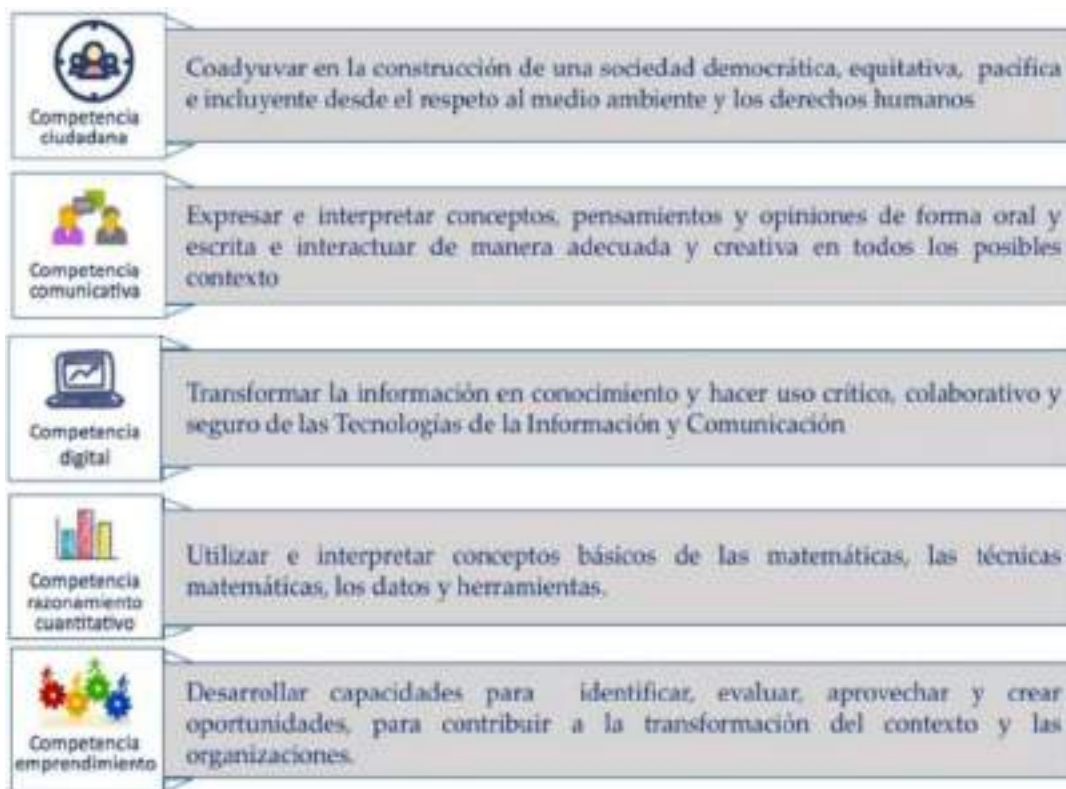 Competencia
ciudadana
Coadyuvar en la construcción de una sociedad democrática, equitativa, pacífica
e incluyente desde el respeto al medio ambiente y los derechos humanos
Competencia
comunicativa
Expresar e interpretar conceptos, pensamientos y opiniones de forma oral y
escrita e interactuar de manera adecuada y creativa en todos los posibles
contexto
Competencia
digital
Transformar la información en conocimiento y hacer uso crítico, colaborativo y
seguro de las Tecnologías de la Información y Comunicación
Competencia
razonamiento
cuantitativo
Utilizar e interpretar conceptos básicos de las matemáticas, las técnicas
matemáticas, los datos y herramientas.
Competencia
emprendimiento
Desarrollar capacidades para identificar, evaluar, aprovechar y crear
oportunidades, para contribuir a la transformación del contexto y las
organizaciones.